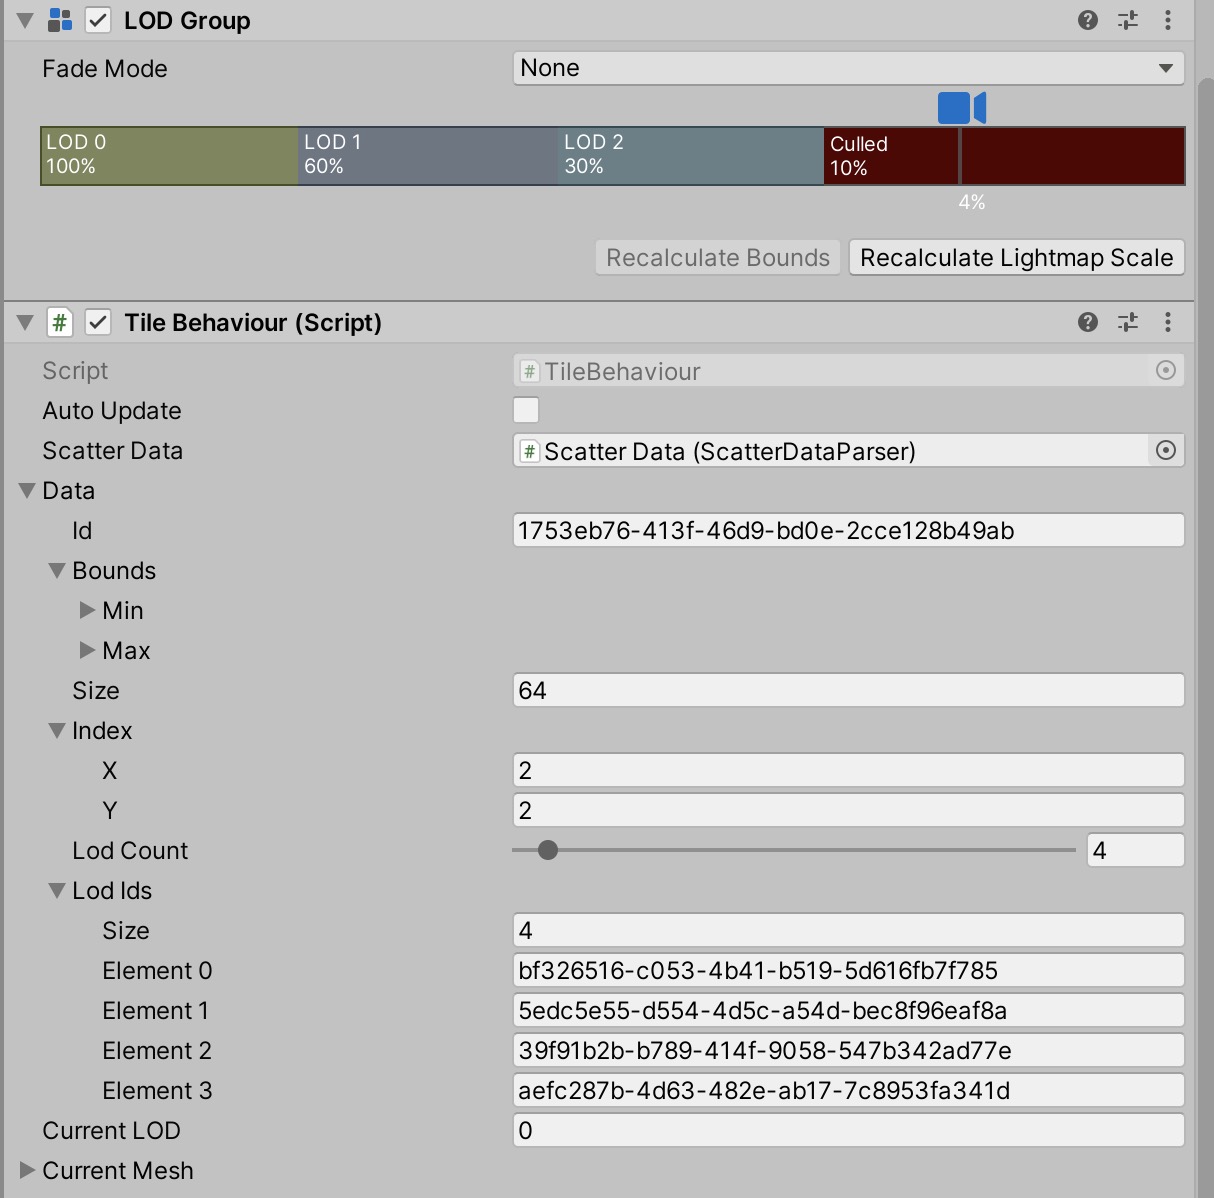 LOD Group
Fade Mode None
LOD 0 LOD 1 LOD 2 Culled
100% 60% 30% 10%
4%
Recalculate Bounds Recalculate Lightmap Scale
# Tile Behaviour (Script)
Script # TileBehaviour
Auto Update
Scatter Data # Scatter Data (ScatterDataParser)
Data
Id 1753eb76-413f-46d9-bd0e-2cce128b49ab
Bounds
Min
Max
Size 64
Index
X 2
Y 2
Lod Count 4
Lod Ids
Size 4
Element 0 bf326516-c053-4b41-b519-5d616fb7f785
Element 1 5edc5e55-d554-4d5c-a54d-bec8f96eaf8a
Element 2 39f91b2b-b789-414f-9058-547b342ad77e
Element 3 aefc287b-4d63-482e-ab17-7c8953fa341d
Current LOD 0
Current Mesh